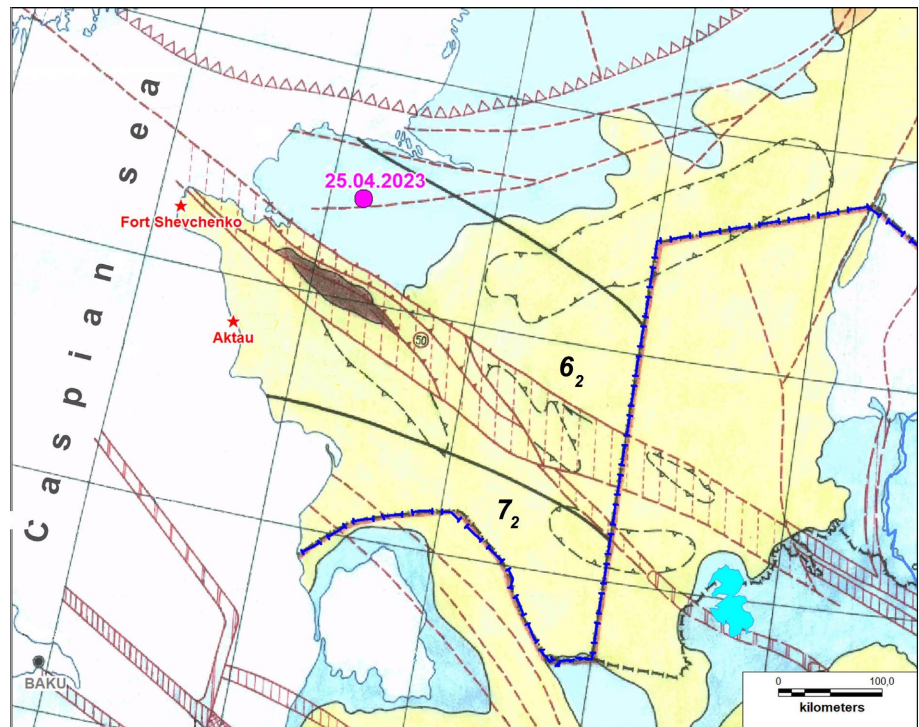 Caspian sea
25.04.2023
Fort Shevchenko
Aktau
50
6₂
7₂
BAKU
0 100,0
kilometers